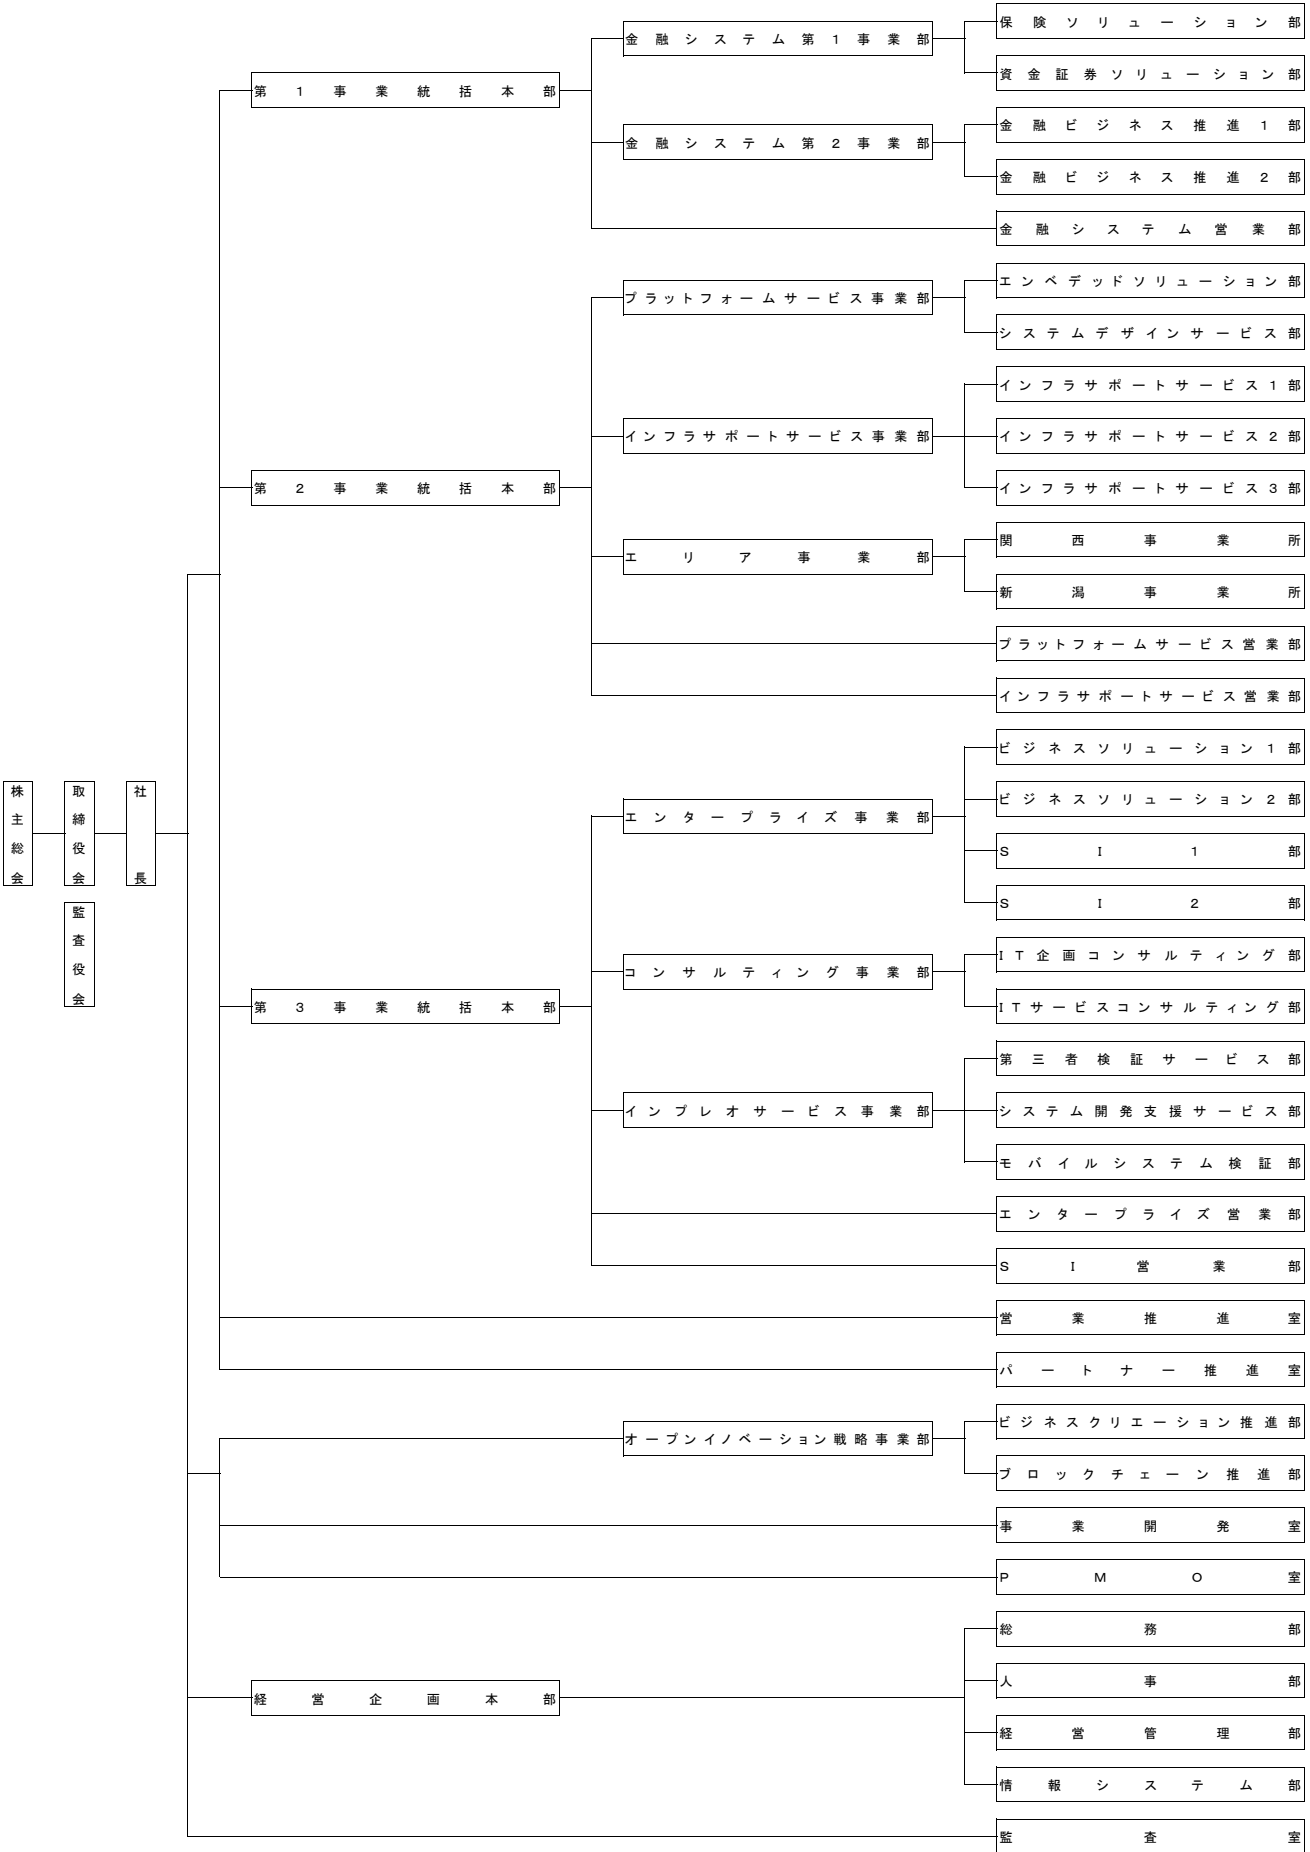 株主総会
取締役会
監査役会
社長
第1事業統括本部
金融システム第1事業部
保険ソリューション部
資金証券ソリューション部
金融システム第2事業部
金融ビジネス推進1部
金融ビジネス推進2部
金融システム営業部
第2事業統括本部
プラットフォームサービス事業部
エンベデッドソリューション部
システムデザインサービス部
インフラサポートサービス事業部
インフラサポートサービス1部
インフラサポートサービス2部
インフラサポートサービス3部
エリア事業部
関西事業所
新潟事業所
プラットフォームサービス営業部
インフラサポートサービス営業部
第3事業統括本部
エンタープライズ事業部
ビジネスソリューション1部
ビジネスソリューション2部
SI1部
SI2部
コンサルティング事業部
IT企画コンサルティング部
ITサービスコンサルティング部
インプレオサービス事業部
第三者検証サービス部
システム開発支援サービス部
モバイルシステム検証部
エンタープライズ営業部
SI営業部
営業推進室
パートナー推進室
オープンイノベーション戦略事業部
ビジネスクリエーション推進部
ブロックチェーン推進部
事業開発室
PMO室
経営企画本部
総務部
人事部
経営管理部
情報システム部
監査室